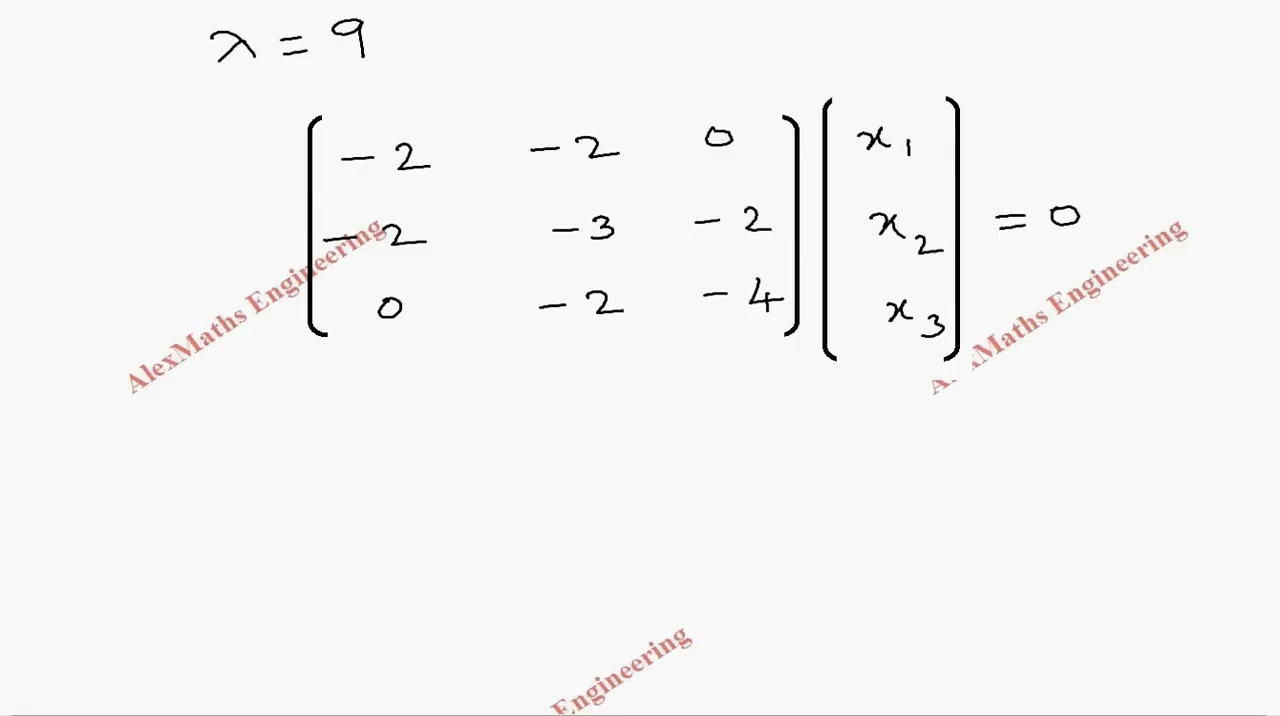 λ = 9
-2 -2 0 x1
-2 -3 -2 x2 = 0
0 -2 -4 x3
AlexMaths Engineering
AlexMaths Engineering
Engineering